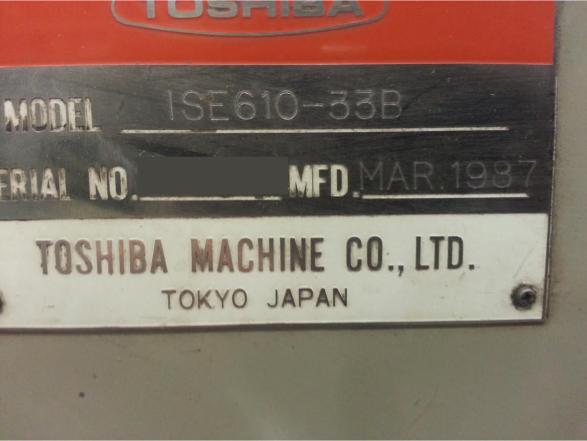 TOSHIBA
MODEL ISE610-33B
ERIAL NO. MFD. MAR.1987
TOSHIBA MACHINE CO., LTD.
TOKYO JAPAN